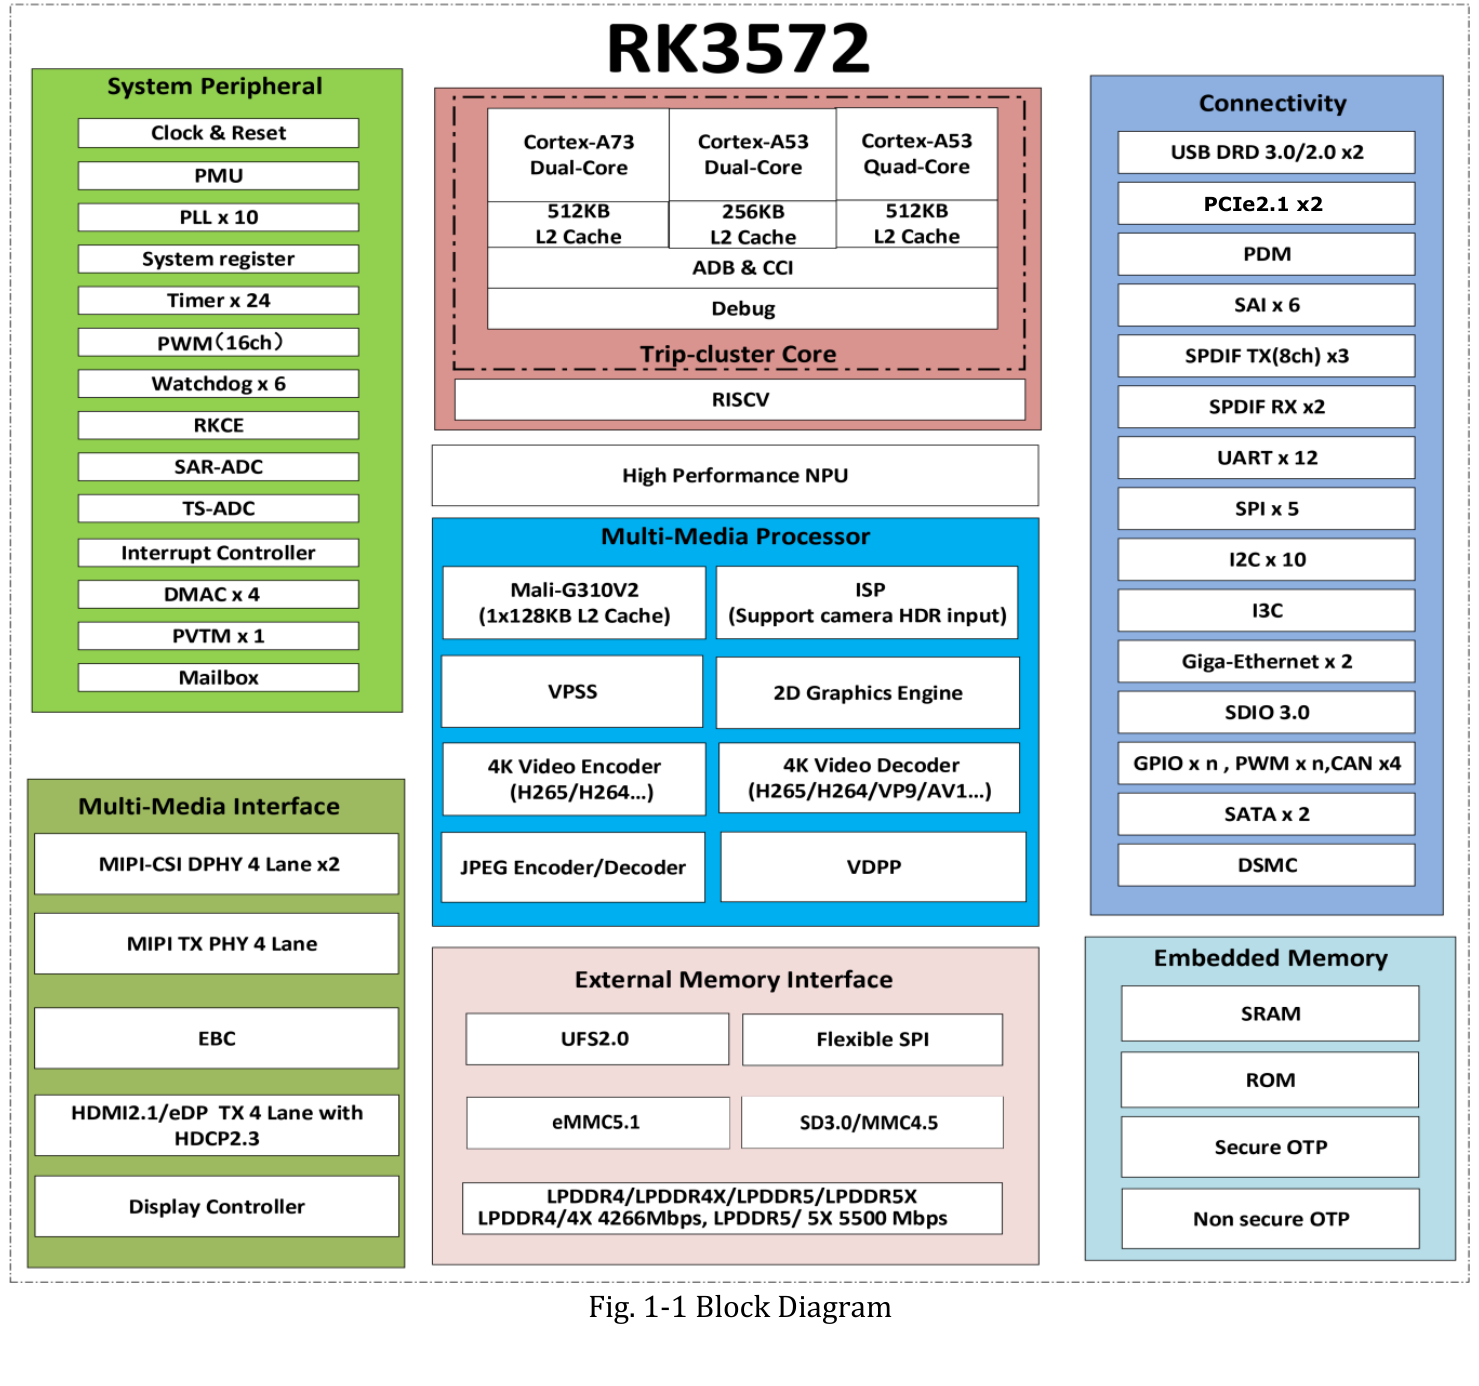 RK3572
System Peripheral
Clock & Reset
PMU
PLL x 10
System register
Timer x 24
PWM（16ch）
Watchdog x 6
RKCE
SAR-ADC
TS-ADC
Interrupt Controller
DMAC x 4
PVTM x 1
Mailbox
Multi-Media Interface
MIPI-CSI DPHY 4 Lane x2
MIPI TX PHY 4 Lane
EBC
HDMI2.1/eDP TX 4 Lane with
HDCP2.3
Display Controller
Cortex-A73
Dual-Core
Cortex-A53
Dual-Core
Cortex-A53
Quad-Core
512KB
L2 Cache
256KB
L2 Cache
512KB
L2 Cache
ADB & CCI
Debug
Trip-cluster Core
RISCV
High Performance NPU
Multi-Media Processor
Mali-G310V2
(1x128KB L2 Cache)
ISP
(Support camera HDR input)
VPSS
2D Graphics Engine
4K Video Encoder
(H265/H264...)
4K Video Decoder
(H265/H264/VP9/AV1...)
JPEG Encoder/Decoder
VDPP
External Memory Interface
UFS2.0
Flexible SPI
eMMC5.1
SD3.0/MMC4.5
LPDDR4/LPDDR4X/LPDDR5/LPDDR5X
LPDDR4/4X 4266Mbps, LPDDR5/ 5X 5500 Mbps
Connectivity
USB DRD 3.0/2.0 x2
PCIe2.1 x2
PDM
SAI x 6
SPDIF TX(8ch) x3
SPDIF RX x2
UART x 12
SPI x 5
I2C x 10
I3C
Giga-Ethernet x 2
SDIO 3.0
GPIO x n , PWM x n,CAN x4
SATA x 2
DSMC
Embedded Memory
SRAM
ROM
Secure OTP
Non secure OTP
Fig. 1-1 Block Diagram